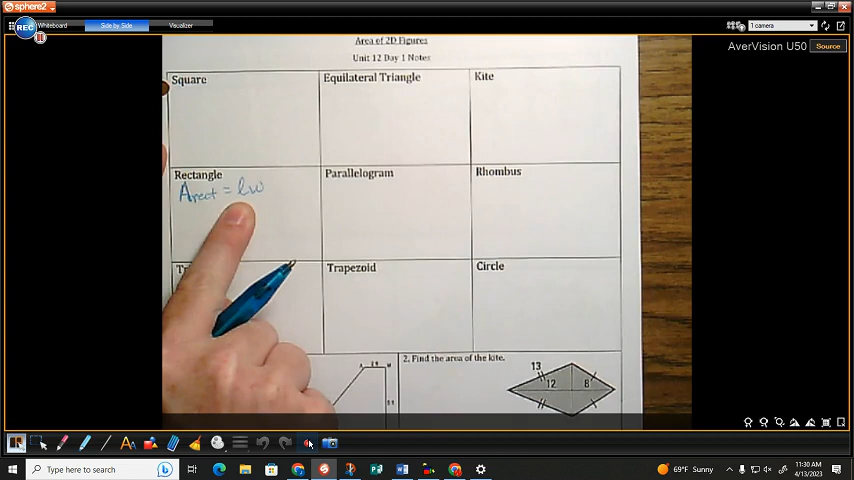 sphere2
REC
Whiteboard
Side by Side
Visualizer
1 camera
AverVision U50
Source
Area of 2D Figures
Unit 12 Day 1 Notes
Square
Equilateral Triangle
Kite
Rectangle
Arect = lw
Parallelogram
Rhombus
Trapezoid
Circle
2. Find the area of the kite.
13
12
8
Type here to search
69°F Sunny
11:30 AM
4/13/2023